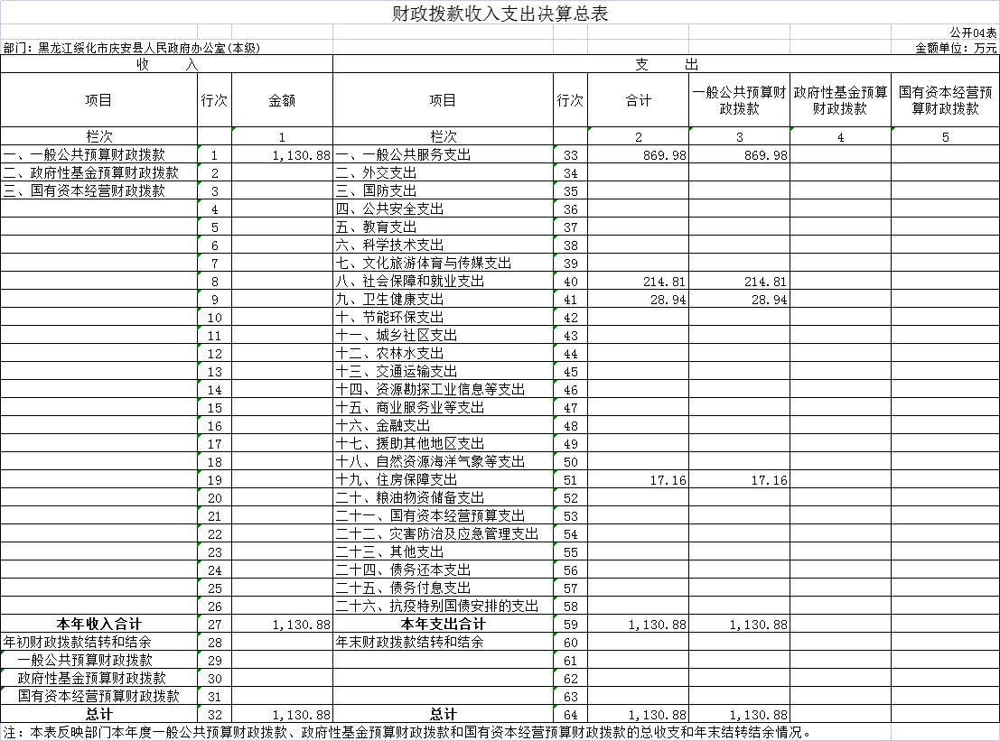 财政拨款收入支出决算总表
公开04表
部门：黑龙江绥化市庆安县人民政府办公室(本级) 金额单位：万元
收 入 支 出
项目 行次 金额 项目 行次 合计 一般公共预算财政拨款 政府性基金预算财政拨款 国有资本经营预算财政拨款
栏次 1 栏次 2 3 4 5
一、一般公共预算财政拨款 1 1,130.88 一、一般公共服务支出 33 869.98 869.98
二、政府性基金预算财政拨款 2 二、外交支出 34
三、国有资本经营财政拨款 3 三、国防支出 35
4 四、公共安全支出 36
5 五、教育支出 37
6 六、科学技术支出 38
7 七、文化旅游体育与传媒支出 39
8 八、社会保障和就业支出 40 214.81 214.81
9 九、卫生健康支出 41 28.94 28.94
10 十、节能环保支出 42
11 十一、城乡社区支出 43
12 十二、农林水支出 44
13 十三、交通运输支出 45
14 十四、资源勘探工业信息等支出 46
15 十五、商业服务业等支出 47
16 十六、金融支出 48
17 十七、援助其他地区支出 49
18 十八、自然资源海洋气象等支出 50
19 十九、住房保障支出 51 17.16 17.16
20 二十、粮油物资储备支出 52
21 二十一、国有资本经营预算支出 53
22 二十二、灾害防治及应急管理支出 54
23 二十三、其他支出 55
24 二十四、债务还本支出 56
25 二十五、债务付息支出 57
26 二十六、抗疫特别国债安排的支出 58
本年收入合计 27 1,130.88 本年支出合计 59 1,130.88 1,130.88
年初财政拨款结转和结余 28 年末财政拨款结转和结余 60
一般公共预算财政拨款 29 61
政府性基金预算财政拨款 30 62
国有资本经营预算财政拨款 31 63
总计 32 1,130.88 总计 64 1,130.88 1,130.88
注：本表反映部门本年度一般公共预算财政拨款、政府性基金预算财政拨款和国有资本经营预算财政拨款的总收支和年末结转结余情况。